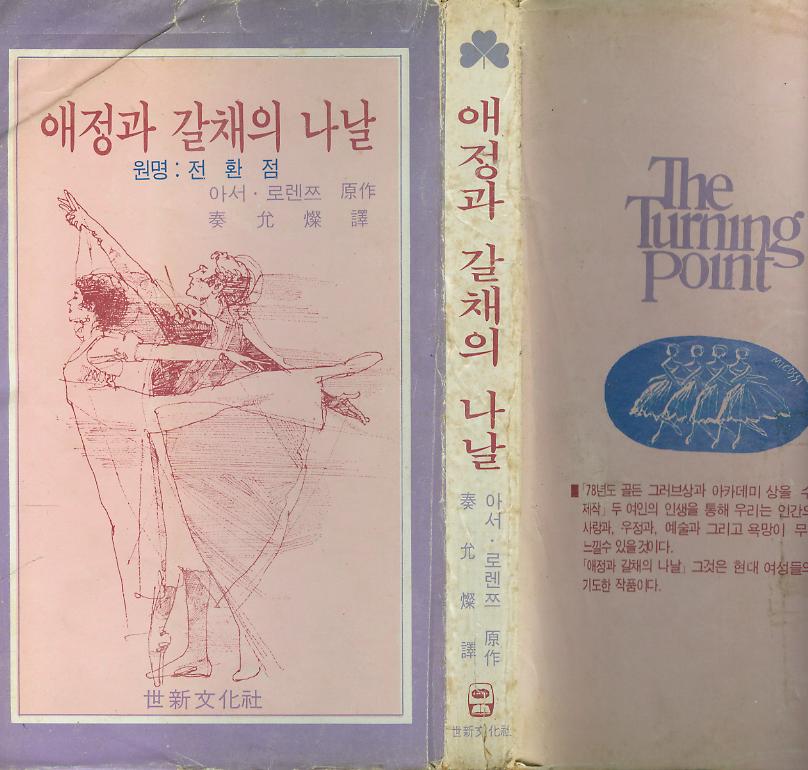 애정과 갈채의 나날
원명 : 전 환 점
아서 · 로렌쯔 原作
奏 允 燦 譯
世新文化社
애정과 갈채의 나날
아서 · 로렌쯔 原作
奏 允 燦 譯
世新文化社
The
Turning
Point
■「78년도 골든 그러브상과 아카데미 상을
제작」 두 여인의 인생을 통해 우리는 인간의
사랑과, 우정과, 예술과 그리고 욕망이
느낄수 있을것이다.
「애정과 갈채의 나날」 그것은 현대 여성들의
기도한 작품이다.